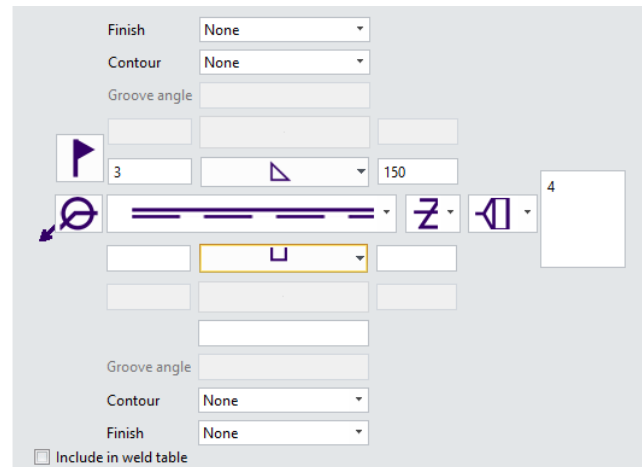 Finish None
Contour None
Groove angle
3 150
4
Groove angle
Contour None
Finish None
Include in weld table